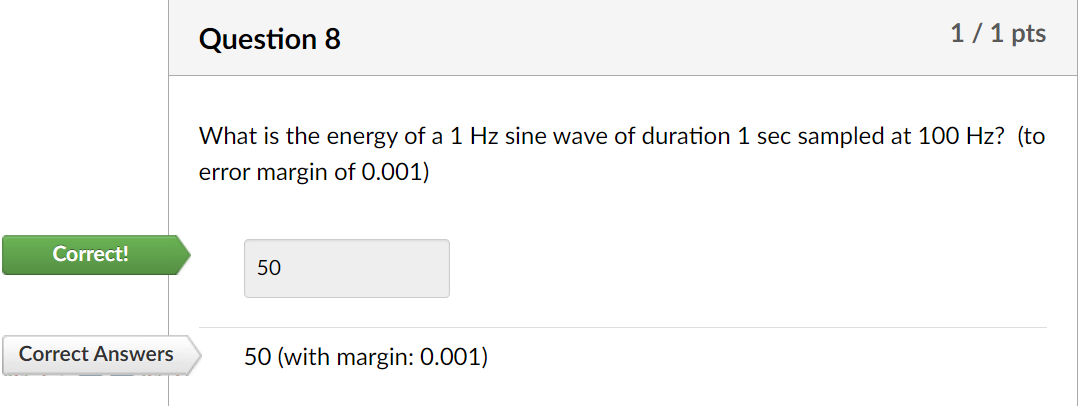 Question 8
1 / 1 pts
What is the energy of a 1 Hz sine wave of duration 1 sec sampled at 100 Hz?  (to
error margin of 0.001)
Correct!
50
Correct Answers
50 (with margin: 0.001)